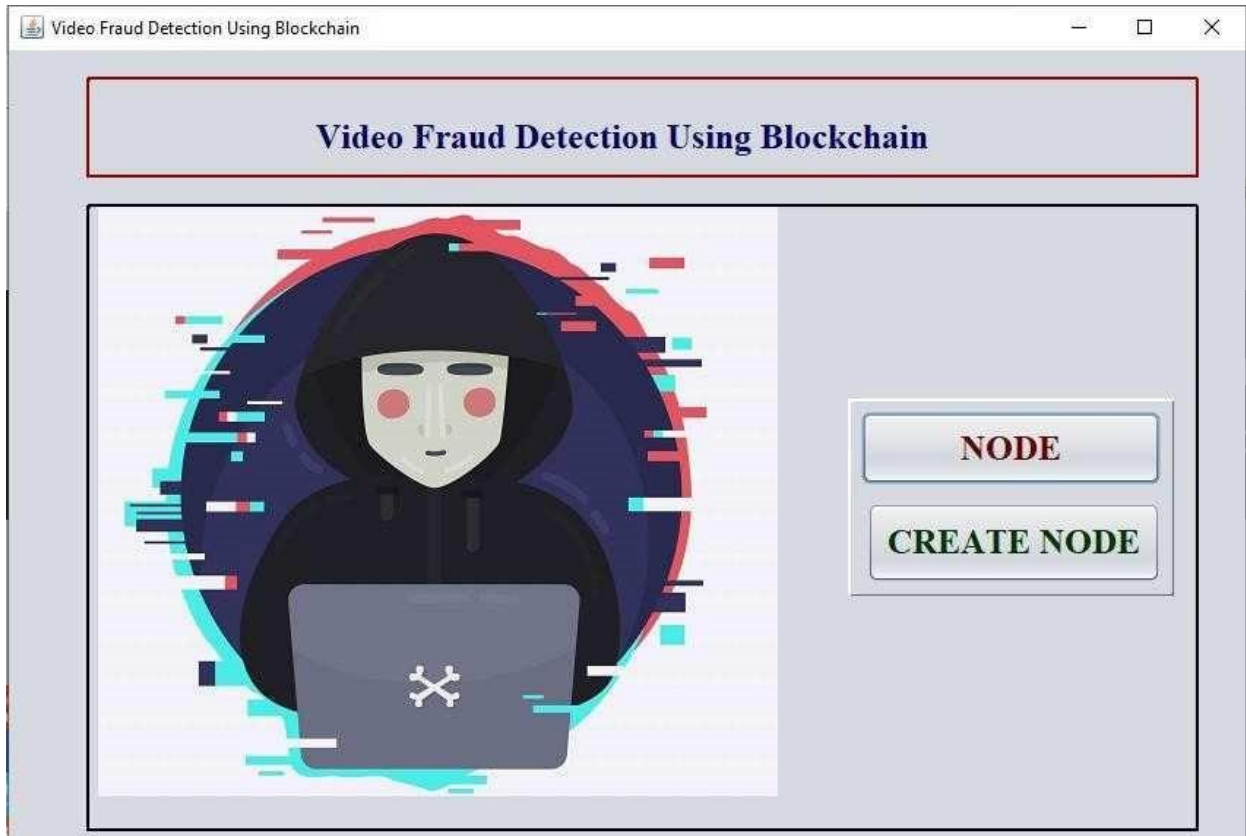 Video Fraud Detection Using Blockchain
Video Fraud Detection Using Blockchain
NODE
CREATE NODE